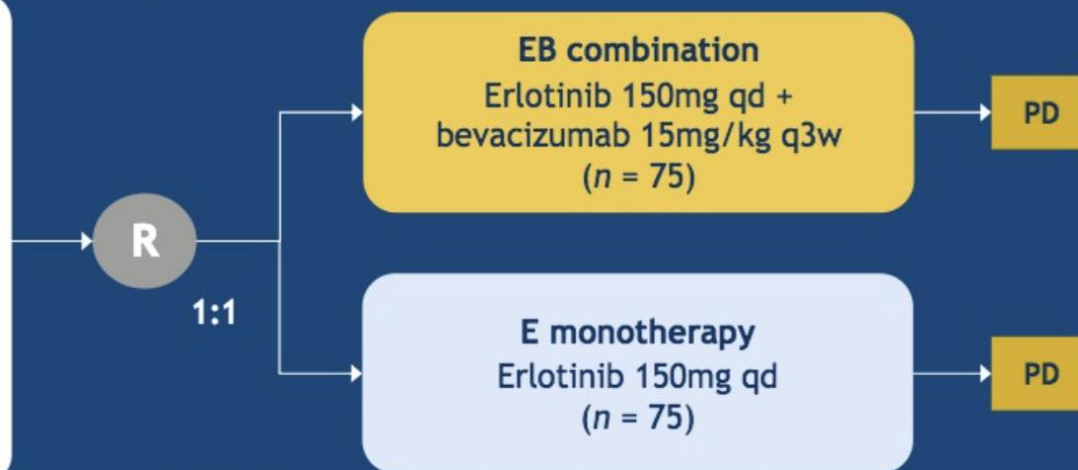 R
1:1
EB combination
Erlotinib 150mg qd +
bevacizumab 15mg/kg q3w
(n = 75)
PD
E monotherapy
Erlotinib 150mg qd
(n = 75)
PD